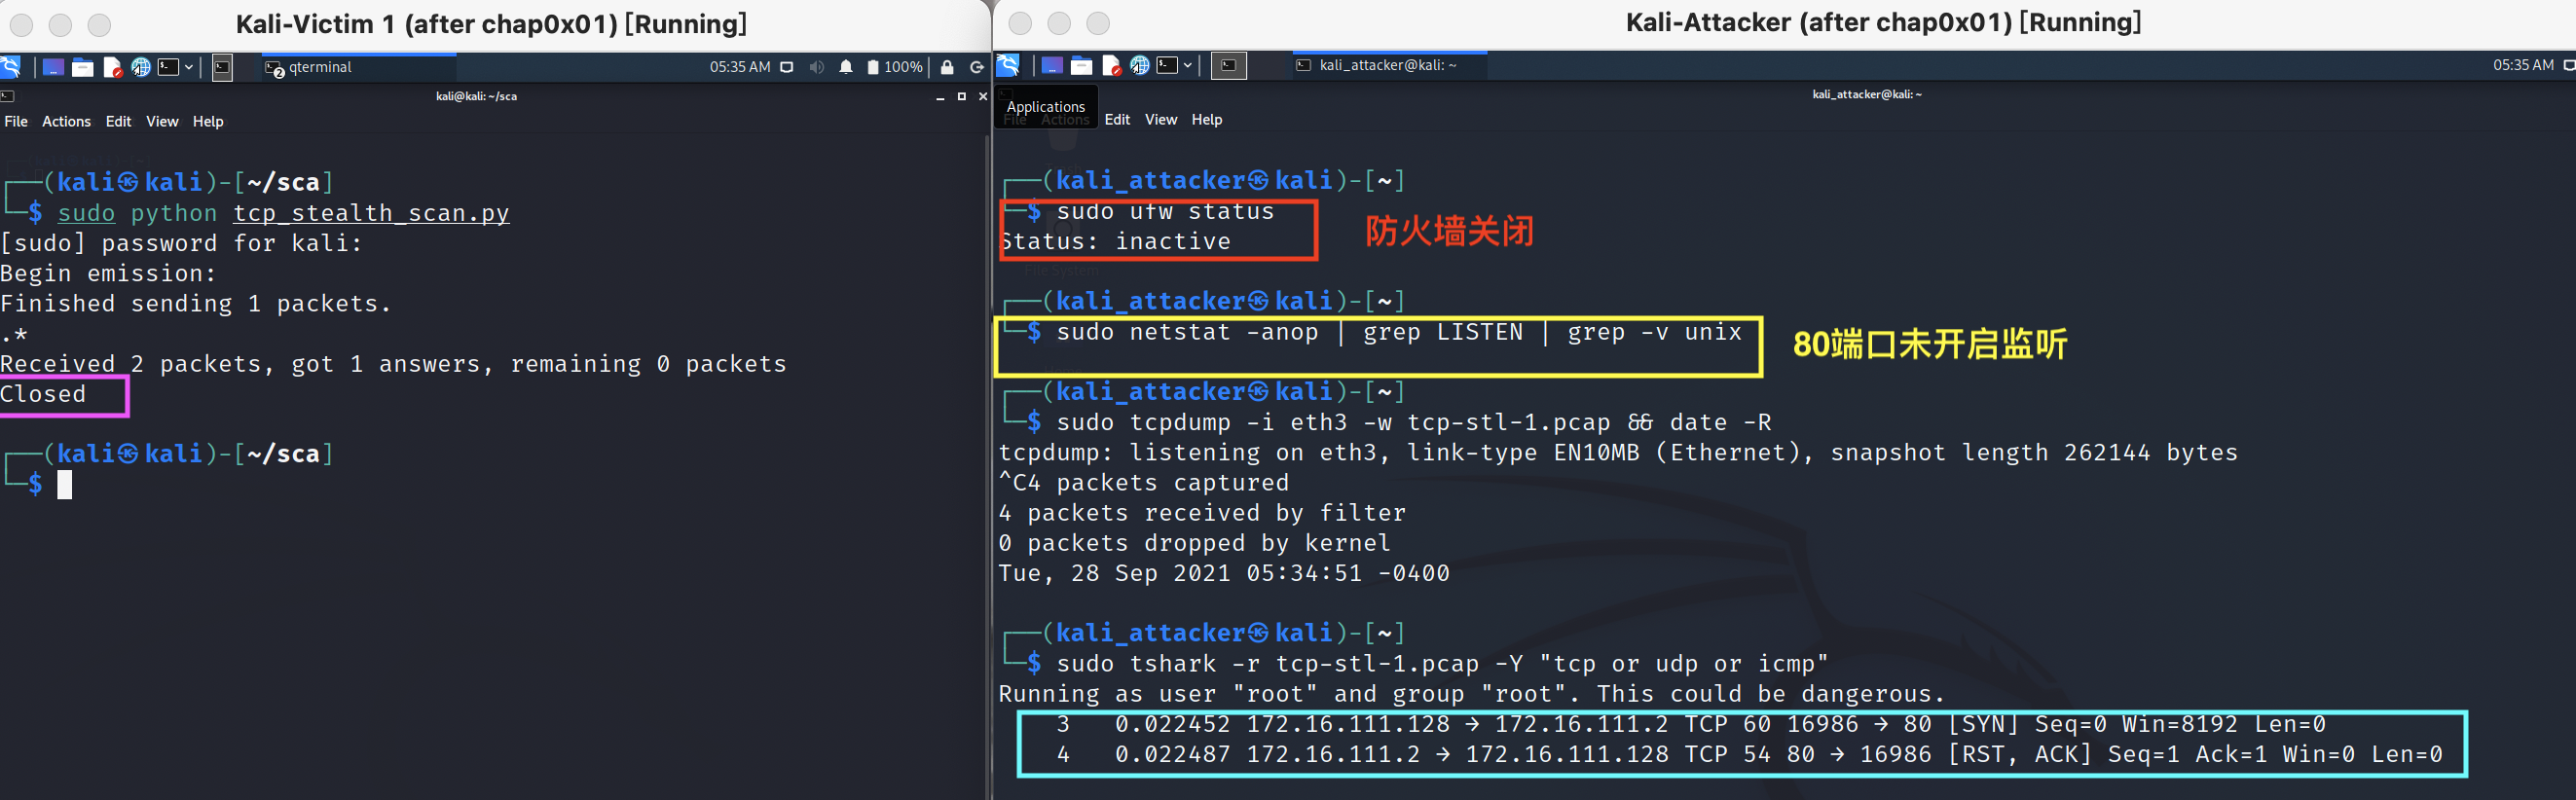 Kali-Victim 1 (after chap0x01) [Running]
qterminal
05:35 AM
100%
kali@kali: ~/sca
File Actions Edit View Help
┌──(kali㉿kali)-[~/sca]
└─$ sudo python tcp_stealth_scan.py
[sudo] password for kali:
Begin emission:
Finished sending 1 packets.
.*
Received 2 packets, got 1 answers, remaining 0 packets
Closed
┌──(kali㉿kali)-[~/sca]
└─$
Kali-Attacker (after chap0x01) [Running]
kali_attacker@kali: ~
05:35 AM
kali_attacker@kali: ~
Applications
File Actions Edit View Help
┌──(kali_attacker㉿kali)-[~]
└─$ sudo ufw status
Status: inactive
防火墙关闭
File System
┌──(kali_attacker㉿kali)-[~]
└─$ sudo netstat -anop | grep LISTEN | grep -v unix
80端口未开启监听
┌──(kali_attacker㉿kali)-[~]
└─$ sudo tcpdump -i eth3 -w tcp-stl-1.pcap && date -R
tcpdump: listening on eth3, link-type EN10MB (Ethernet), snapshot length 262144 bytes
^C4 packets captured
4 packets received by filter
0 packets dropped by kernel
Tue, 28 Sep 2021 05:34:51 -0400
┌──(kali_attacker㉿kali)-[~]
└─$ sudo tshark -r tcp-stl-1.pcap -Y "tcp or udp or icmp"
Running as user "root" and group "root". This could be dangerous.
3 0.022452 172.16.111.128 → 172.16.111.2 TCP 60 16986 → 80 [SYN] Seq=0 Win=8192 Len=0
4 0.022487 172.16.111.2 → 172.16.111.128 TCP 54 80 → 16986 [RST, ACK] Seq=1 Ack=1 Win=0 Len=0